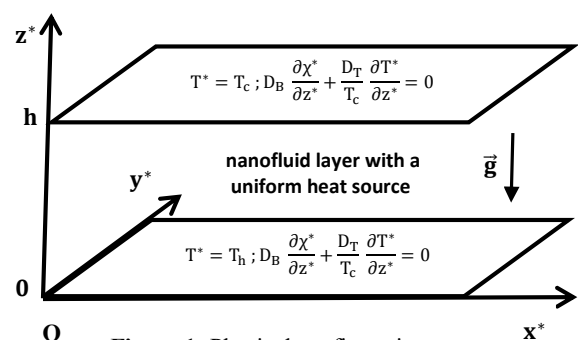 z*
T* = T_c ; D_B ∂χ*/∂z* + D_T/T_c ∂T*/∂z* = 0
h
nanofluid layer with a
uniform heat source
g⃗
y*
T* = T_h ; D_B ∂χ*/∂z* + D_T/T_c ∂T*/∂z* = 0
0
O
x*